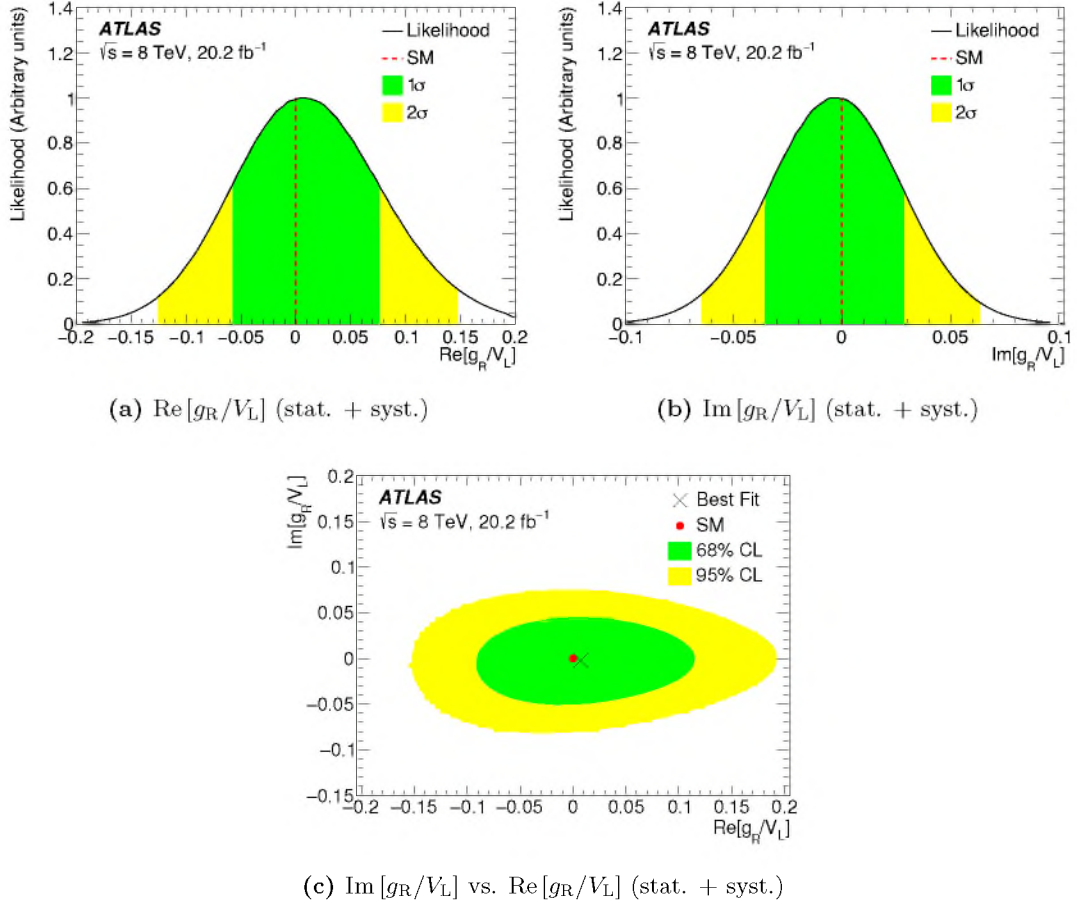 Likelihood (Arbitrary units)
1.4
1.2
1
0.8
0.6
0.4
0.2
0
ATLAS
√s = 8 TeV, 20.2 fb⁻¹
Likelihood
SM
1σ
2σ
−0.2 −0.15 −0.1 −0.05 0 0.05 0.1 0.15 0.2
Re[g_R/V_L]
(a) Re [g_R/V_L] (stat. + syst.)
Likelihood (Arbitrary units)
1.4
1.2
1
0.8
0.6
0.4
0.2
0
ATLAS
√s = 8 TeV, 20.2 fb⁻¹
Likelihood
SM
1σ
2σ
−0.1 −0.05 0 0.05 0.1
Im[g_R/V_L]
(b) Im [g_R/V_L] (stat. + syst.)
Im[g_R/V_L]
0.2
0.15
0.1
0.05
0
−0.05
−0.1
−0.15
ATLAS
√s = 8 TeV, 20.2 fb⁻¹
Best Fit
SM
68% CL
95% CL
−0.2 −0.15 −0.1 −0.05 0 0.05 0.1 0.15 0.2
Re[g_R/V_L]
(c) Im [g_R/V_L] vs. Re [g_R/V_L] (stat. + syst.)